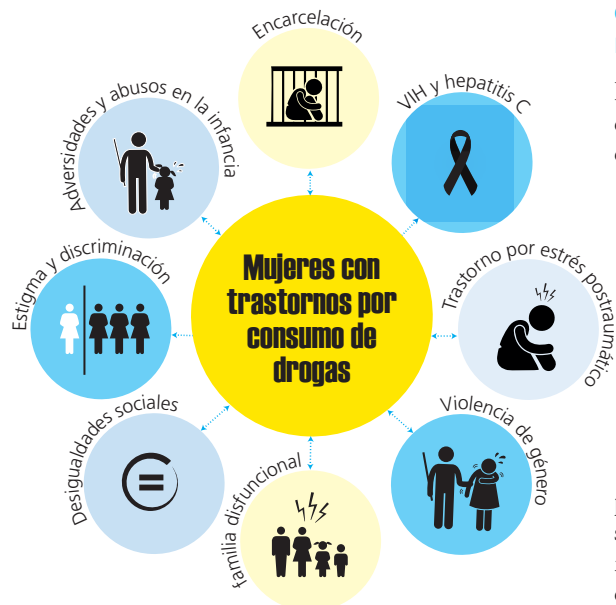 Encarcelación
VIH y hepatitis C
Trastorno por estrés postraumático
Violencia de género
familia disfuncional
Desigualdades sociales
Estigma y discriminación
Adversidades y abusos en la infancia
Mujeres con
trastornos por
consumo de
drogas